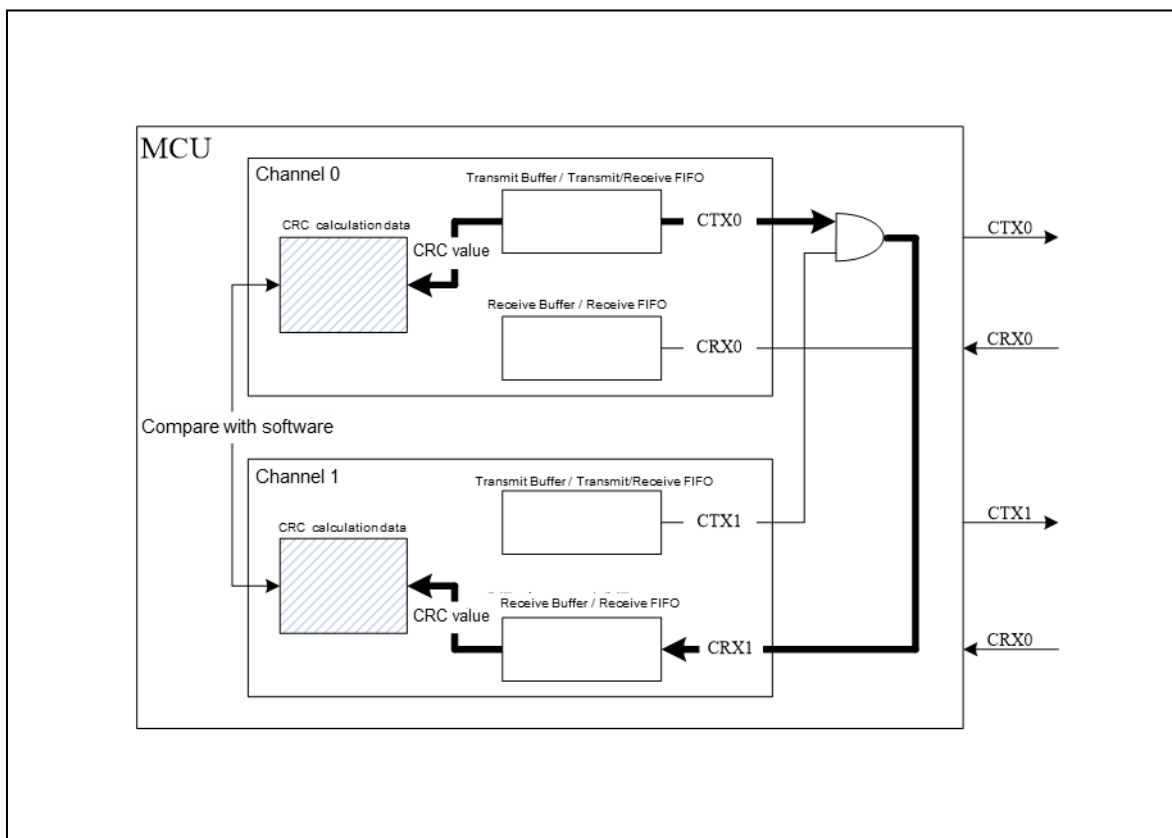 MCU
Channel 0
Transmit Buffer / Transmit/Receive FIFO
CRC calculation data
CTX0
CRC value
Receive Buffer / Receive FIFO
CRX0
CTX0
CRX0
Compare with software
Channel 1
Transmit Buffer / Transmit/Receive FIFO
CRC calculation data
CTX1
CTX1
Receive Buffer / Receive FIFO
CRC value
CRX1
CRX0